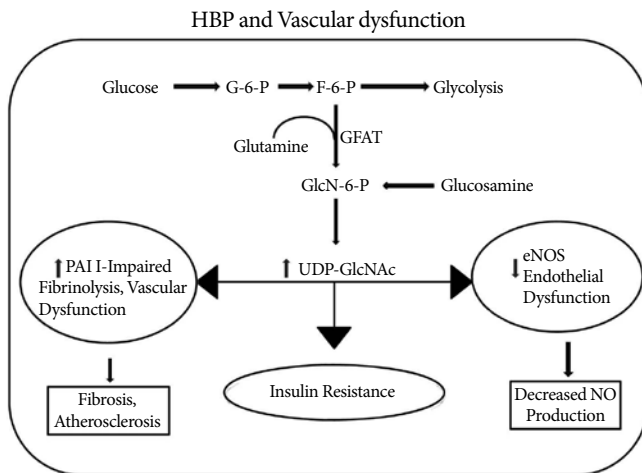 HBP and Vascular dysfunction
Glucose
G-6-P
F-6-P
Glycolysis
Glutamine
GFAT
GlcN-6-P
Glucosamine
PAI I-Impaired
Fibrinolysis, Vascular
Dysfunction
UDP-GlcNAc
eNOS
Endothelial
Dysfunction
Fibrosis,
Atherosclerosis
Insulin Resistance
Decreased NO
Production